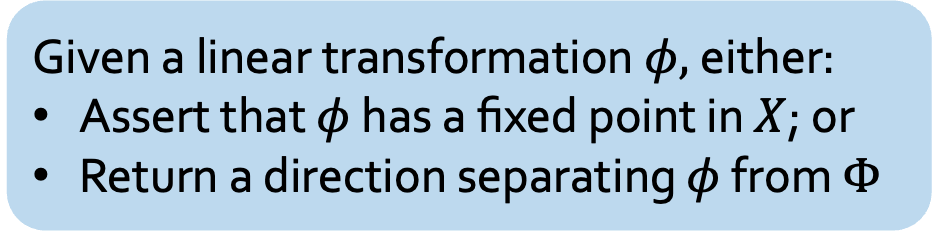 Given a linear transformation 𝜙, either:
• Assert that 𝜙 has a fixed point in 𝑋; or
• Return a direction separating 𝜙 from Φ